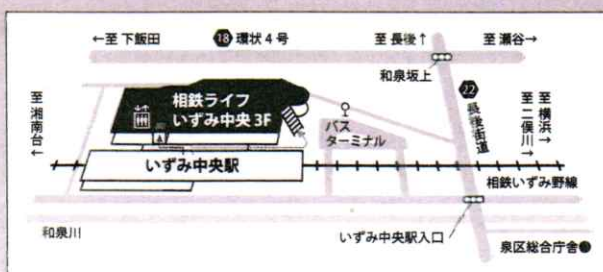 ←至 下飯田
18 環状4号
至 長後↑
至 瀬谷→
和泉坂上
相鉄ライフ
いずみ中央 3F
22
長後街道
至 湘南台←
バス
ターミナル
至 横浜→
至 二俣川→
いずみ中央駅
相鉄いずみ野線
和泉川
いずみ中央駅入口
泉区総合庁舎